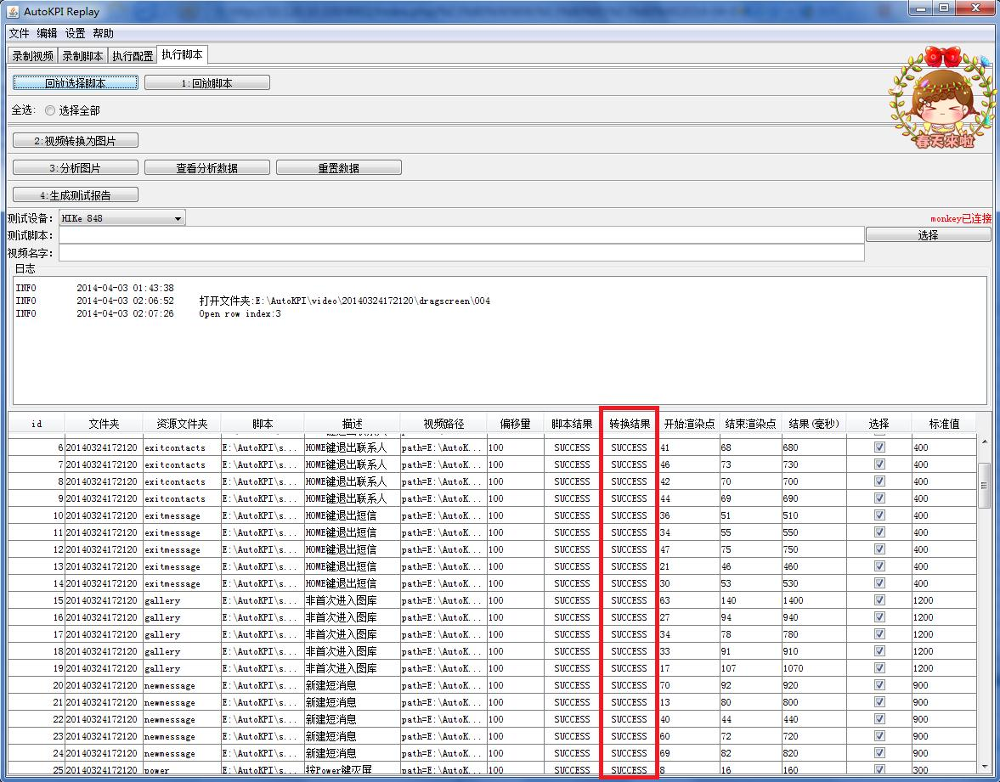 AutoKPI Replay
文件 编辑 设置 帮助
录制视频 录制脚本 执行配置 执行脚本
回放选择脚本 1:回放脚本
全选: 选择全部
春天來啦
2:视频转换为图片
3:分析图片 查看分析数据 重置数据
4:生成测试报告
测试设备: HIKe 848 monkey已连接
测试脚本: 选择
视频名字:
日志
INFO 2014-04-03 01:43:38
INFO 2014-04-03 02:06:52 打开文件夹:E:\AutoKPI\video\20140324172120\dragscreen\004
INFO 2014-04-03 02:07:26 Open row index:3
id 文件夹 资源文件夹 脚本 描述 视频路径 偏移量 脚本结果 转换结果 开始渲染点 结束渲染点 结果(毫秒) 选择 标准值
6 20140324172120 exitcontacts E:\AutoKPI\s... HOME键退出联系人 path=E:\AutoK... 100 SUCCESS SUCCESS 41 68 680 400
7 20140324172120 exitcontacts E:\AutoKPI\s... HOME键退出联系人 path=E:\AutoK... 100 SUCCESS SUCCESS 46 73 730 400
8 20140324172120 exitcontacts E:\AutoKPI\s... HOME键退出联系人 path=E:\AutoK... 100 SUCCESS SUCCESS 42 70 700 400
9 20140324172120 exitcontacts E:\AutoKPI\s... HOME键退出联系人 path=E:\AutoK... 100 SUCCESS SUCCESS 44 69 690 400
10 20140324172120 exitmessage E:\AutoKPI\s... HOME键退出短信 path=E:\AutoK... 100 SUCCESS SUCCESS 36 51 510 400
11 20140324172120 exitmessage E:\AutoKPI\s... HOME键退出短信 path=E:\AutoK... 100 SUCCESS SUCCESS 34 55 550 400
12 20140324172120 exitmessage E:\AutoKPI\s... HOME键退出短信 path=E:\AutoK... 100 SUCCESS SUCCESS 47 75 750 400
13 20140324172120 exitmessage E:\AutoKPI\s... HOME键退出短信 path=E:\AutoK... 100 SUCCESS SUCCESS 21 46 460 400
14 20140324172120 exitmessage E:\AutoKPI\s... HOME键退出短信 path=E:\AutoK... 100 SUCCESS SUCCESS 30 53 530 400
15 20140324172120 gallery E:\AutoKPI\s... 非首次进入图库 path=E:\AutoK... 100 SUCCESS SUCCESS 63 140 1400 1200
16 20140324172120 gallery E:\AutoKPI\s... 非首次进入图库 path=E:\AutoK... 100 SUCCESS SUCCESS 27 94 940 1200
17 20140324172120 gallery E:\AutoKPI\s... 非首次进入图库 path=E:\AutoK... 100 SUCCESS SUCCESS 34 78 780 1200
18 20140324172120 gallery E:\AutoKPI\s... 非首次进入图库 path=E:\AutoK... 100 SUCCESS SUCCESS 33 91 910 1200
19 20140324172120 gallery E:\AutoKPI\s... 非首次进入图库 path=E:\AutoK... 100 SUCCESS SUCCESS 17 107 1070 1200
20 20140324172120 newmessage E:\AutoKPI\s... 新建短消息 path=E:\AutoK... 100 SUCCESS SUCCESS 70 92 920 900
21 20140324172120 newmessage E:\AutoKPI\s... 新建短消息 path=E:\AutoK... 100 SUCCESS SUCCESS 13 80 800 900
22 20140324172120 newmessage E:\AutoKPI\s... 新建短消息 path=E:\AutoK... 100 SUCCESS SUCCESS 40 44 440 900
23 20140324172120 newmessage E:\AutoKPI\s... 新建短消息 path=E:\AutoK... 100 SUCCESS SUCCESS 60 72 720 900
24 20140324172120 newmessage E:\AutoKPI\s... 新建短消息 path=E:\AutoK... 100 SUCCESS SUCCESS 69 82 820 900
25 20140324172120 power E:\AutoKPI\s... 按Power键灭屏 path=E:\AutoK... 100 SUCCESS SUCCESS 8 16 160 300